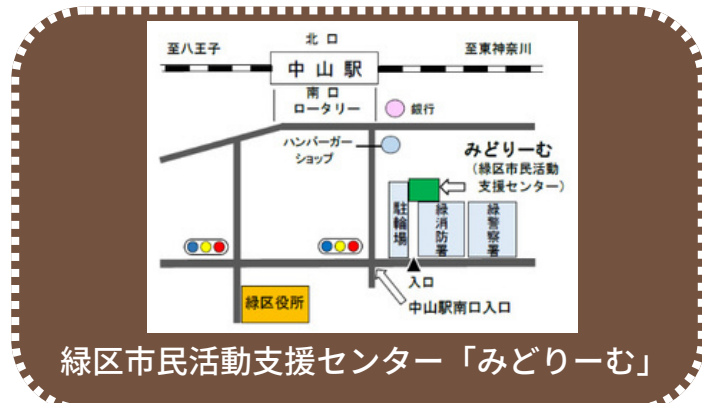 北口
至八王子
至東神奈川
中山駅
南口
ロータリー
銀行
ハンバーガー
ショップ
みどりーむ
（緑区市民活動
支援センター）
駐輪場
緑消防署
緑警察署
入口
緑区役所
中山駅南口入口
緑区市民活動支援センター「みどりーむ」